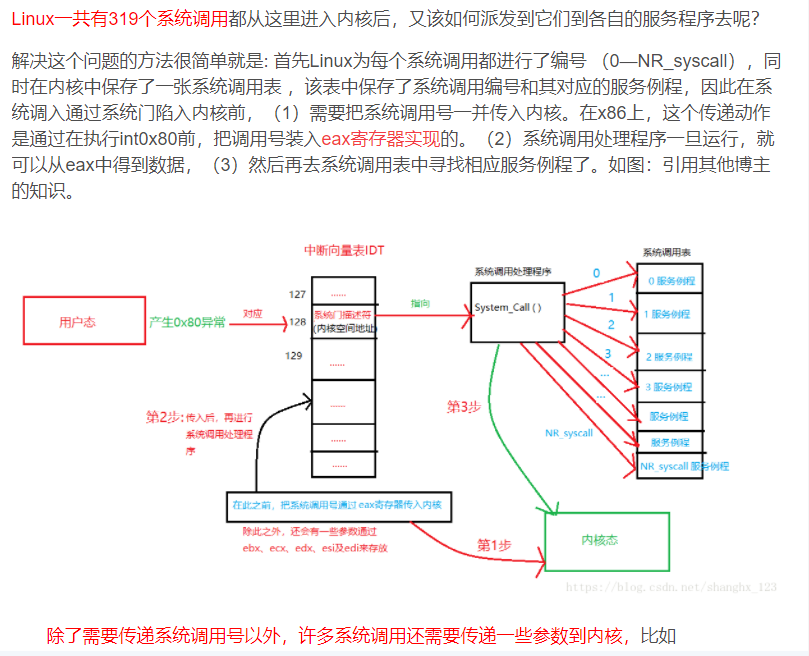 Linux一共有319个系统调用都从这里进入内核后，又该如何派发到它们到各自的服务程序去呢？
解决这个问题的方法很简单就是: 首先Linux为每个系统调用都进行了编号 （0—NR_syscall），同
时在内核中保存了一张系统调用表 ，该表中保存了系统调用编号和其对应的服务例程，因此在系
统调入通过系统门陷入内核前，（1）需要把系统调用号一并传入内核。在x86上，这个传递动作
是通过在执行int0x80前，把调用号装入eax寄存器实现的。（2）系统调用处理程序一旦运行，就
可以从eax中得到数据，（3）然后再去系统调用表中寻找相应服务例程了。如图：引用其他博主
的知识。
中断向量表IDT
系统调用处理程序
系统调用表
用户态
产生0x80异常
对应
127
128
129
......
系统门描述符
(内核空间地址)
......
......
......
......
指向
System_Call ( )
0
1
2
3
...
...
NR_syscall
0 服务例程
1 服务例程
2 服务例程
3 服务例程
服务例程
服务例程
NR_syscall 服务例程
第2步: 传入后，再进行
系统调用处理程
序
第3步
在此之前，把系统调用号通过 eax寄存器传入内核
除此之外，还会有一些参数通过
ebx、ecx、edx、esi及edi来存放
第1步
内核态
https://blog.csdn.net/shanghx_123
除了需要传递系统调用号以外，许多系统调用还需要传递一些参数到内核，比如